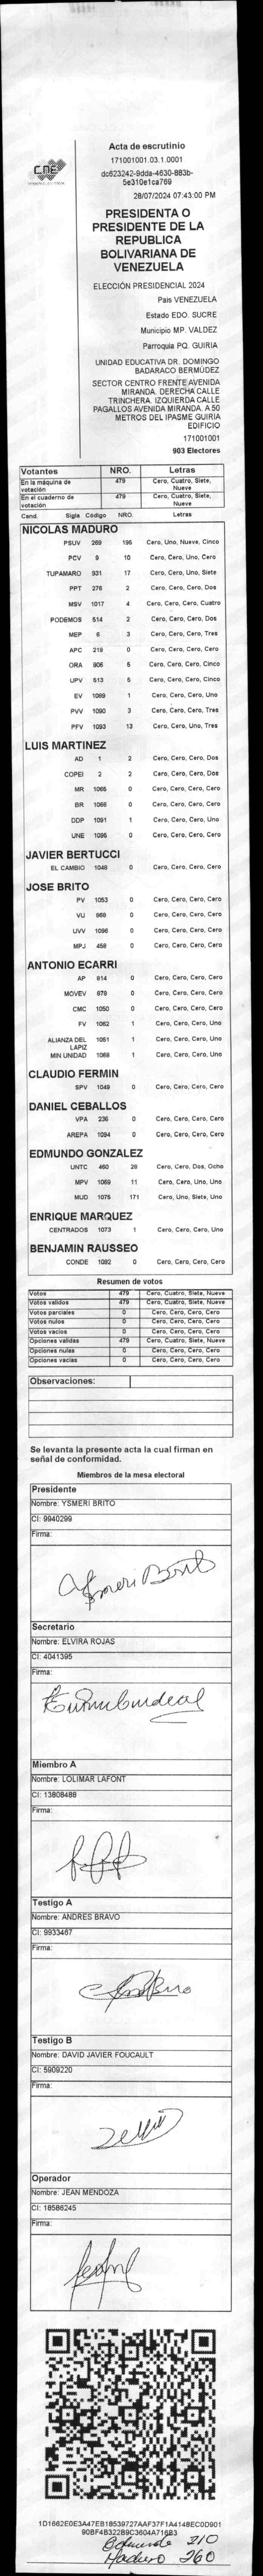 CNE
Acta de escrutinio
171001001.03.1.0001
dc623242-9dda-4630-883b-
5e310e1ca769
28/07/2024 07:43:00 PM
PRESIDENTA O
PRESIDENTE DE LA
REPUBLICA
BOLIVARIANA DE
VENEZUELA
ELECCIÓN PRESIDENCIAL 2024
Pais VENEZUELA
Estado EDO. SUCRE
Municipio MP. VALDEZ
Parroquia PQ. GUIRIA
UNIDAD EDUCATIVA DR. DOMINGO
BADARACO BERMÚDEZ
SECTOR CENTRO FRENTE AVENIDA
MIRANDA. DERECHA CALLE
TRINCHERA. IZQUIERDA CALLE
PAGALLOS AVENIDA MIRANDA. A 50
METROS DEL IPASME GUIRIA
EDIFICIO
171001001
903 Electores
Votantes NRO. Letras
En la máquina de votación 479 Cero, Cuatro, Siete, Nueve
En el cuaderno de votación 479 Cero, Cuatro, Siete, Nueve
Cand. Sigla Código NRO. Letras
NICOLAS MADURO
PSUV 269 195 Cero, Uno, Nueve, Cinco
PCV 9 10 Cero, Cero, Uno, Cero
TUPAMARO 931 17 Cero, Cero, Uno, Siete
PPT 276 2 Cero, Cero, Cero, Dos
MSV 1017 4 Cero, Cero, Cero, Cuatro
PODEMOS 514 2 Cero, Cero, Cero, Dos
MEP 6 3 Cero, Cero, Cero, Tres
APC 219 0 Cero, Cero, Cero, Cero
ORA 906 5 Cero, Cero, Cero, Cinco
UPV 513 5 Cero, Cero, Cero, Cinco
EV 1089 1 Cero, Cero, Cero, Uno
PVV 1090 3 Cero, Cero, Cero, Tres
PFV 1093 13 Cero, Cero, Uno, Tres
LUIS MARTINEZ
AD 1 2 Cero, Cero, Cero, Dos
COPEI 2 2 Cero, Cero, Cero, Dos
MR 1065 0 Cero, Cero, Cero, Cero
BR 1066 0 Cero, Cero, Cero, Cero
DDP 1091 1 Cero, Cero, Cero, Uno
UNE 1095 0 Cero, Cero, Cero, Cero
JAVIER BERTUCCI
EL CAMBIO 1048 0 Cero, Cero, Cero, Cero
JOSE BRITO
PV 1053 0 Cero, Cero, Cero, Cero
VU 969 0 Cero, Cero, Cero, Cero
UVV 1096 0 Cero, Cero, Cero, Cero
MPJ 458 0 Cero, Cero, Cero, Cero
ANTONIO ECARRI
AP 814 0 Cero, Cero, Cero, Cero
MOVEV 979 0 Cero, Cero, Cero, Cero
CMC 1050 0 Cero, Cero, Cero, Cero
FV 1062 1 Cero, Cero, Cero, Uno
ALIANZA DEL LAPIZ 1051 1 Cero, Cero, Cero, Uno
MIN UNIDAD 1068 1 Cero, Cero, Cero, Uno
CLAUDIO FERMIN
SPV 1049 0 Cero, Cero, Cero, Cero
DANIEL CEBALLOS
VPA 236 0 Cero, Cero, Cero, Cero
AREPA 1094 0 Cero, Cero, Cero, Cero
EDMUNDO GONZALEZ
UNTC 460 28 Cero, Cero, Dos, Ocho
MPV 1069 11 Cero, Cero, Uno, Uno
MUD 1075 171 Cero, Uno, Siete, Uno
ENRIQUE MARQUEZ
CENTRADOS 1073 1 Cero, Cero, Cero, Uno
BENJAMIN RAUSSEO
CONDE 1092 0 Cero, Cero, Cero, Cero
Resumen de votos
Votos 479 Cero, Cuatro, Siete, Nueve
Votos validos 479 Cero, Cuatro, Siete, Nueve
Votos parciales 0 Cero, Cero, Cero, Cero
Votos nulos 0 Cero, Cero, Cero, Cero
Votos vacios 0 Cero, Cero, Cero, Cero
Opciones validas 479 Cero, Cuatro, Siete, Nueve
Opciones nulas 0 Cero, Cero, Cero, Cero
Opciones vacias 0 Cero, Cero, Cero, Cero
Observaciones:
Se levanta la presente acta la cual firman en
señal de conformidad.
Miembros de la mesa electoral
Presidente
Nombre: YSMERI BRITO
CI: 9940299
Firma:
Ysmeri Brito
Secretario
Nombre: ELVIRA ROJAS
CI: 4041395
Firma:
Miembro A
Nombre: LOLIMAR LAFONT
CI: 13808488
Firma:
Testigo A
Nombre: ANDRES BRAVO
CI: 9933467
Firma:
Testigo B
Nombre: DAVID JAVIER FOUCAULT
CI: 5909220
Firma:
Operador
Nombre: JEAN MENDOZA
CI: 18586245
Firma:
1D1662E0E3A47EB18539727AAF37F1A4148EC0D901
90BF4B322B9C3604A716B3
Edmundo 210
Maduro 260